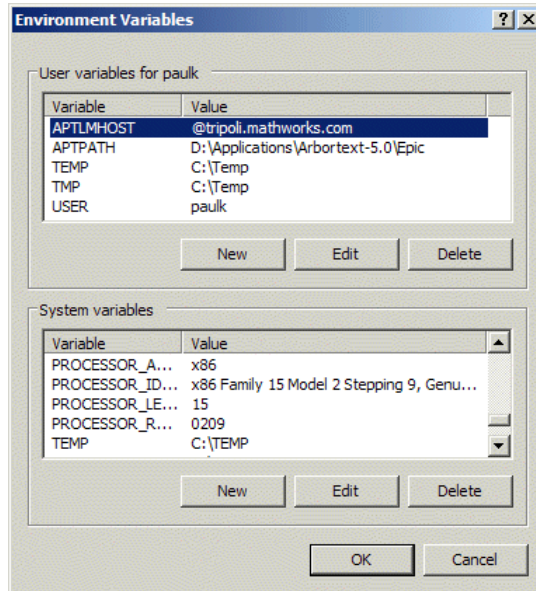 Environment Variables
User variables for paulk
Variable Value
APTLMHOST @tripoli.mathworks.com
APTPATH D:\Applications\Arbortext-5.0\Epic
TEMP C:\Temp
TMP C:\Temp
USER paulk
New Edit Delete
System variables
Variable Value
PROCESSOR_A... x86
PROCESSOR_ID... x86 Family 15 Model 2 Stepping 9, Genu...
PROCESSOR_LE... 15
PROCESSOR_R... 0209
TEMP C:\TEMP
New Edit Delete
OK Cancel